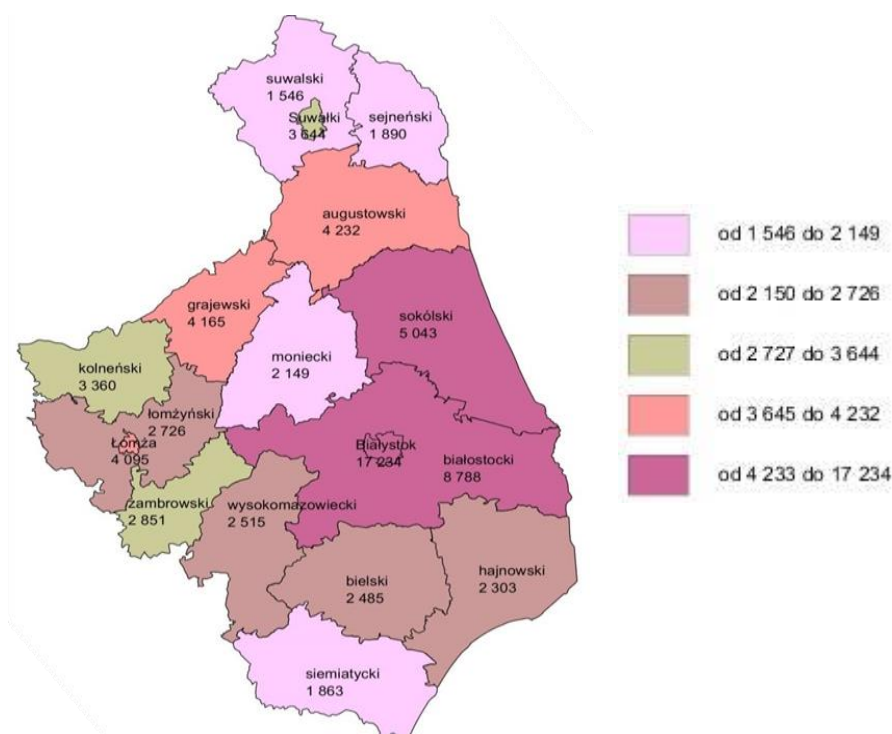 suwalski
1 546
Suwałki
3 644
sejneński
1 890
augustowski
4 232
grajewski
4 165
sokólski
5 043
moniecki
2 149
kolneński
3 360
łomżyński
2 726
Łomża
4 095
Białystok
17 234
białostocki
8 788
zambrowski
2 851
wysokomazowiecki
2 515
bielski
2 485
hajnowski
2 303
siemiatycki
1 863
od 1 546 do 2 149
od 2 150 do 2 726
od 2 727 do 3 644
od 3 645 do 4 232
od 4 233 do 17 234